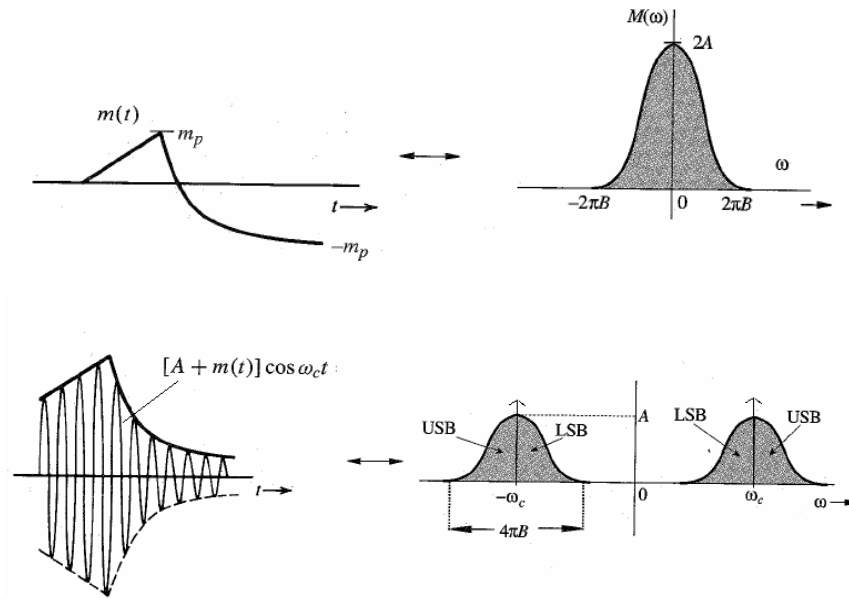 M(ω)
2A
m(t)
m_p
ω
t
−2πB
0
2πB
−m_p
[A + m(t)] cos ω_c t
USB
LSB
A
LSB
USB
t
−ω_c
0
ω_c
ω
4πB